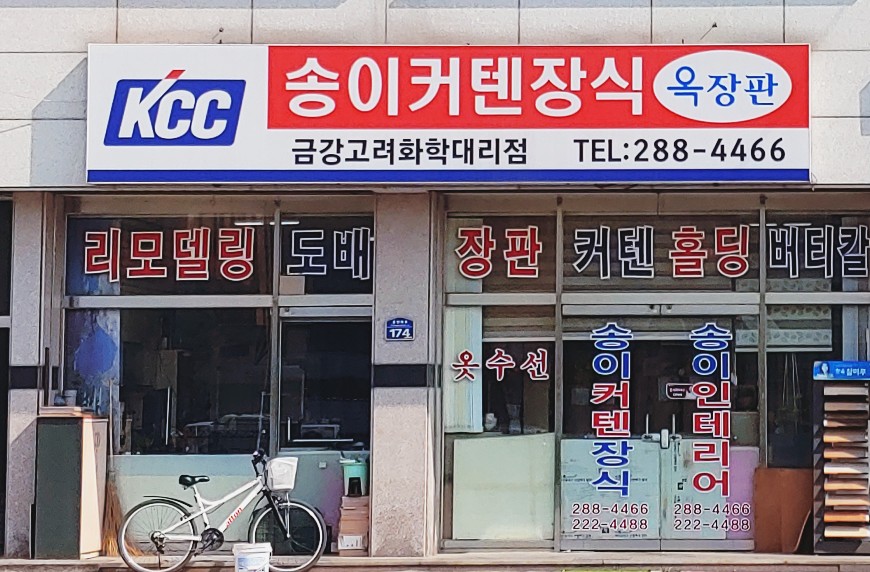 KCC 송이커텐장식 옥장판
금강고려화학대리점 TEL:288-4466
리모델링 도배 장판 커텐 홀딩 버티칼
174
옷수선
송이커텐장식
288-4466
222-4488
송이인테리어
288-4466
222-4488